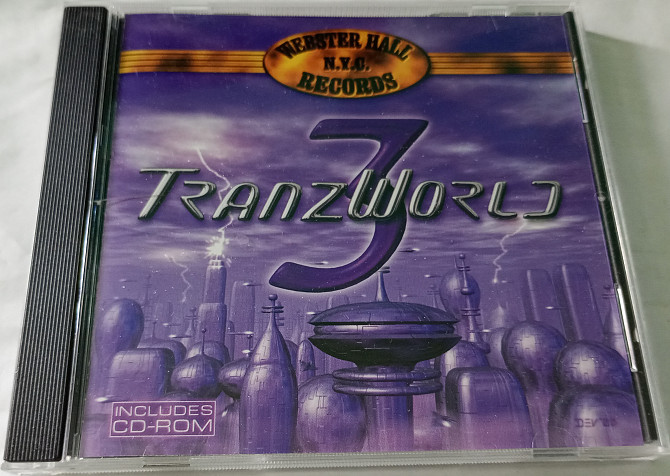 WEBSTER HALL
N.Y.C.
RECORDS
3
TRANZWORLD
INCLUDES
CD-ROM